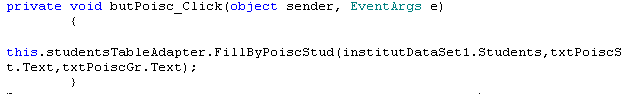 private void butPoisc_Click(object sender, EventArgs e)
{
this.studentsTableAdapter.FillByPoiscStud(institutDataSet1.Students,txtPoiscS
t.Text,txtPoiscGr.Text);
}